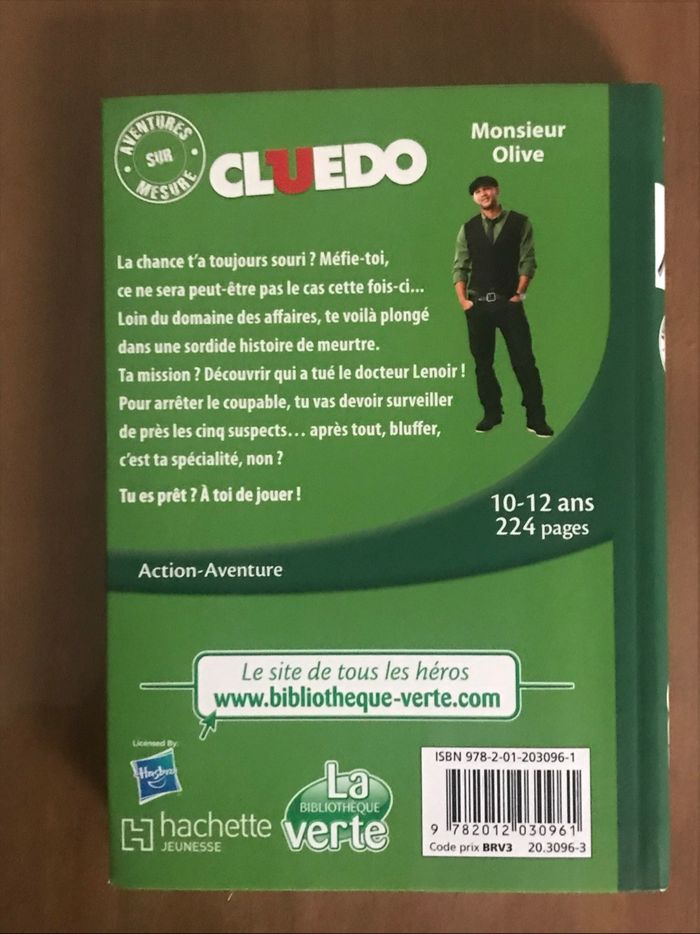 AVENTURES
SUR
MESURE
CLUEDO
Monsieur
Olive
La chance t'a toujours souri ? Méfie-toi,
ce ne sera peut-être pas le cas cette fois-ci...
Loin du domaine des affaires, te voilà plongé
dans une sordide histoire de meurtre.
Ta mission ? Découvrir qui a tué le docteur Lenoir !
Pour arrêter le coupable, tu vas devoir surveiller
de près les cinq suspects... après tout, bluffer,
c'est ta spécialité, non ?
Tu es prêt ? À toi de jouer !
10-12 ans
224 pages
Action-Aventure
Le site de tous les héros
www.bibliotheque-verte.com
Licensed By:
Hasbro
hachette
JEUNESSE
La
BIBLIOTHÈQUE
verte
ISBN 978-2-01-203096-1
9 782012 030961
Code prix BRV3 20.3096-3